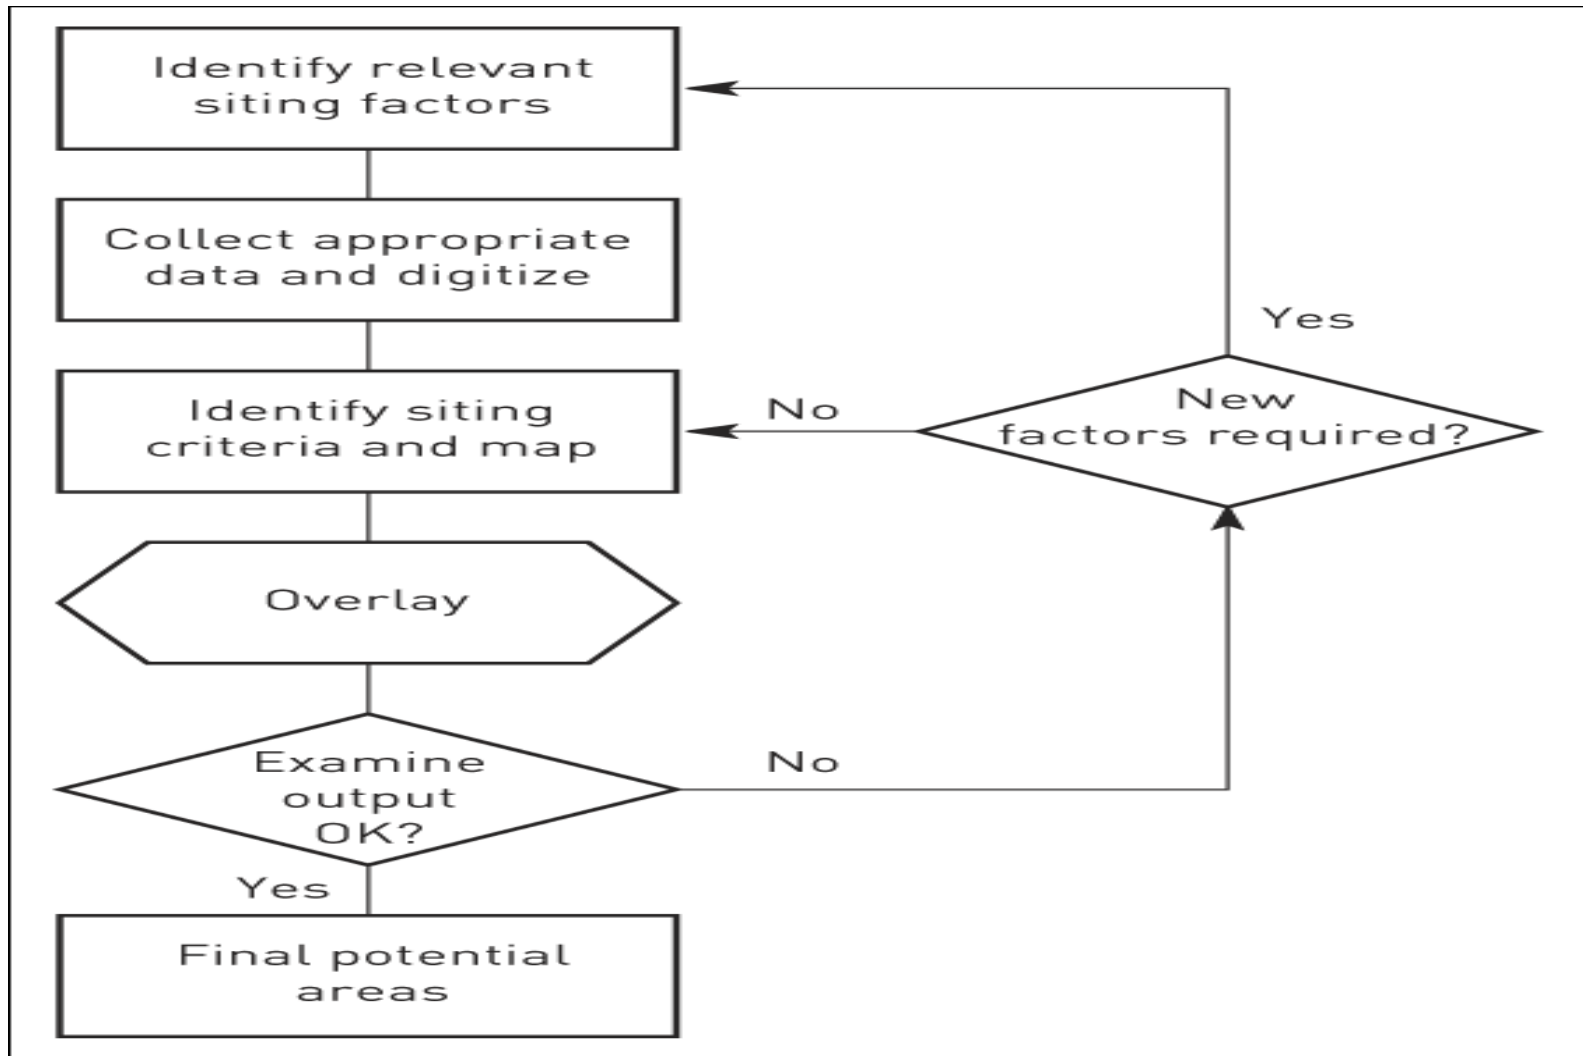 Identify relevant
siting factors
Collect appropriate
data and digitize
Identify siting
criteria and map
Overlay
Examine
output
OK?
Yes
Final potential
areas
No
New
factors required?
No
Yes